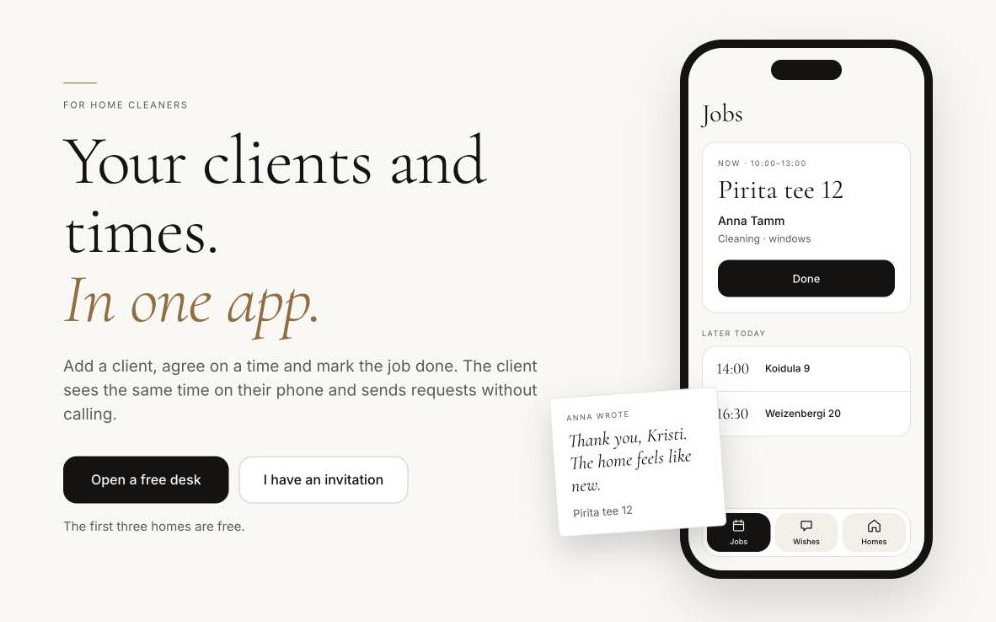 FOR HOME CLEANERS
Your clients and
times.
In one app.
Add a client, agree on a time and mark the job done. The client
sees the same time on their phone and sends requests without
calling.
Open a free desk
I have an invitation
The first three homes are free.
Jobs
NOW · 10:00–13:00
Pirita tee 12
Anna Tamm
Cleaning · windows
Done
LATER TODAY
14:00 Koidula 9
16:30 Weizenbergi 20
ANNA WROTE
Thank you, Kristi.
The home feels like
new.
Pirita tee 12
Jobs
Wishes
Homes